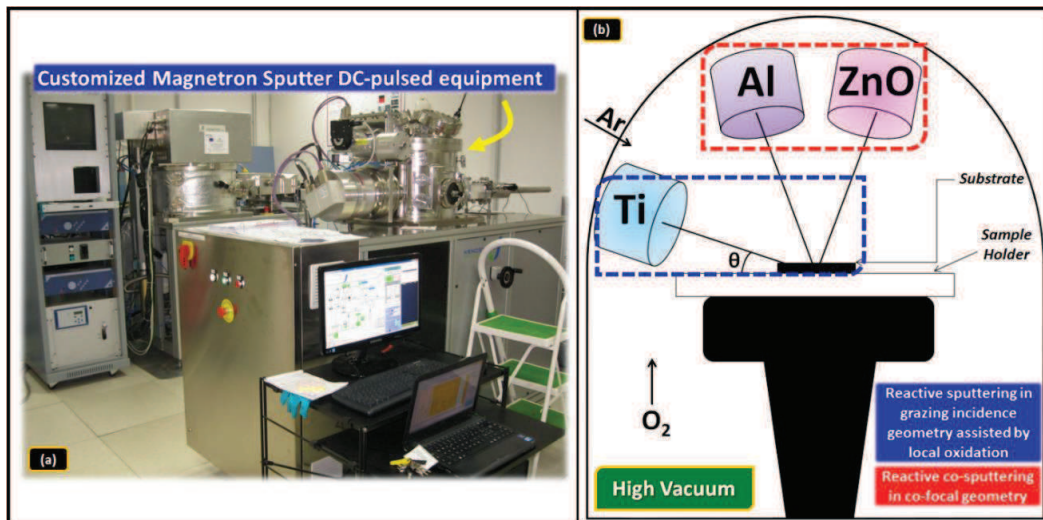 Customized Magnetron Sputter DC-pulsed equipment
(a)
(b)
Al
ZnO
Ar
Ti
θ
Substrate
Sample
Holder
O2
High Vacuum
Reactive sputtering in
grazing incidence
geometry assisted by
local oxidation
Reactive co-sputtering
in co-focal geometry